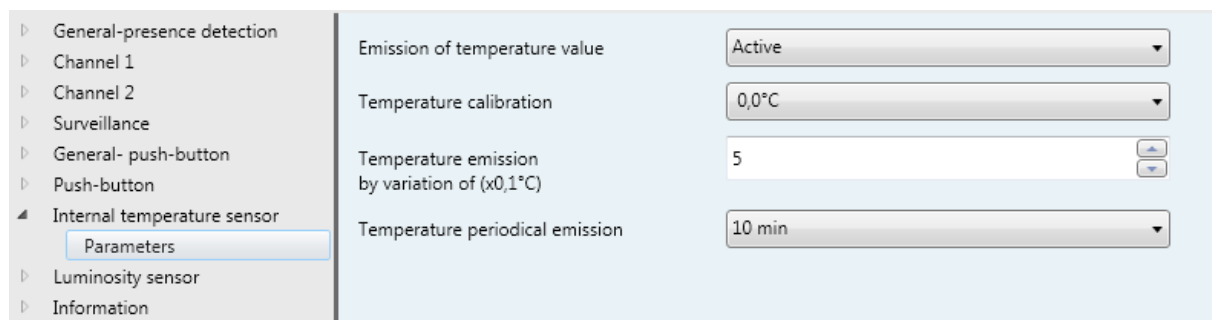 General-presence detection
Channel 1
Channel 2
Surveillance
General- push-button
Push-button
Internal temperature sensor
Parameters
Luminosity sensor
Information
Emission of temperature value
Active
Temperature calibration
0,0°C
Temperature emission
by variation of (x0,1°C)
5
Temperature periodical emission
10 min